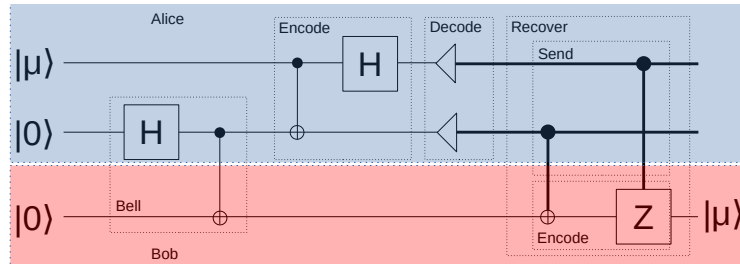 Alice
Encode
Decode
Recover
Send
|μ⟩
H
|0⟩
H
Bell
|0⟩
Encode
Z
|μ⟩
Bob